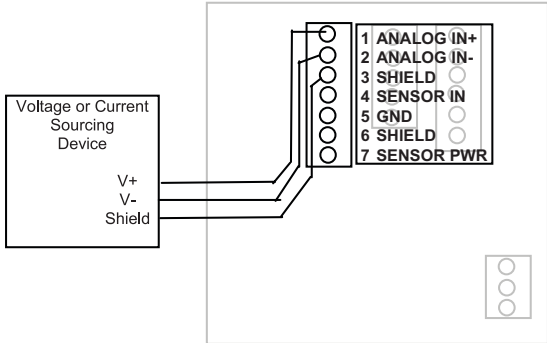 1 ANALOG IN+
2 ANALOG IN-
3 SHIELD
4 SENSOR IN
5 GND
6 SHIELD
7 SENSOR PWR
Voltage or Current
Sourcing
Device
V+
V-
Shield